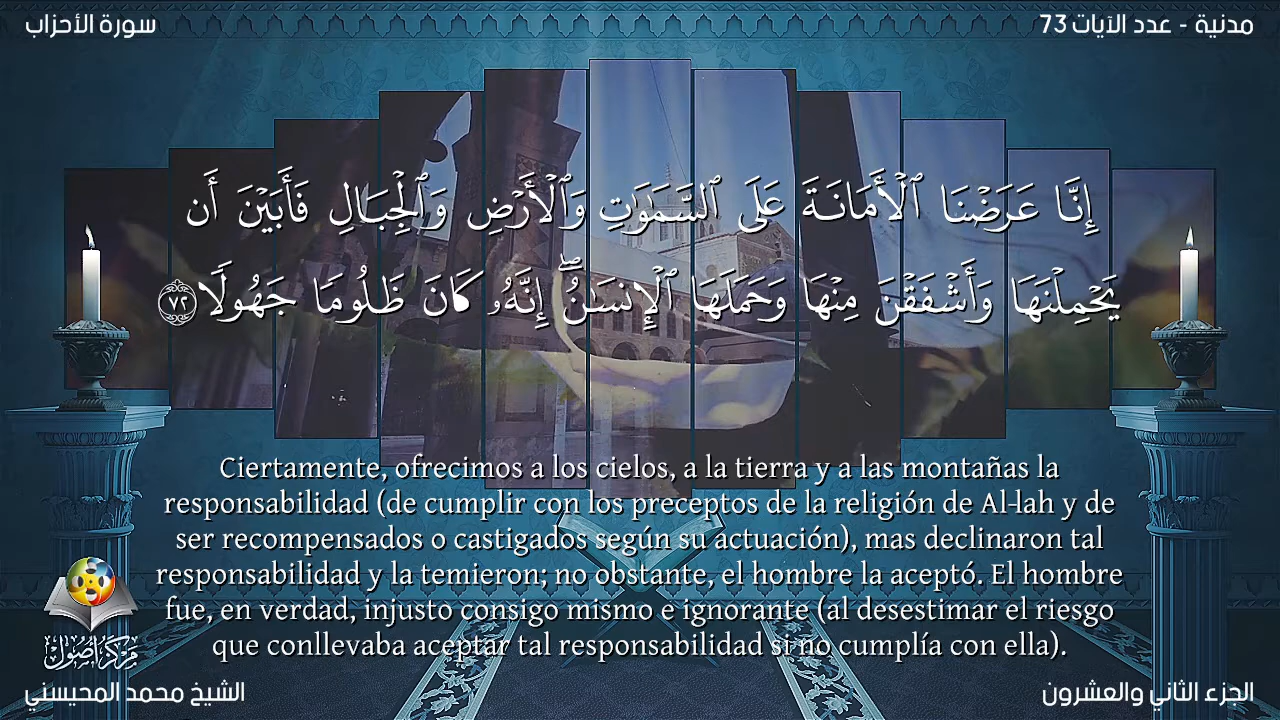 سورة الأحزاب
مدنية - عدد الآيات 73
إِنَّا عَرَضْنَا ٱلْأَمَانَةَ عَلَى ٱلسَّمَٰوَٰتِ وَٱلْأَرْضِ وَٱلْجِبَالِ فَأَبَيْنَ أَن
يَحْمِلْنَهَا وَأَشْفَقْنَ مِنْهَا وَحَمَلَهَا ٱلْإِنسَٰنُ ۖ إِنَّهُۥ كَانَ ظَلُومًا جَهُولًا ٧٢
Ciertamente, ofrecimos a los cielos, a la tierra y a las montañas la
responsabilidad (de cumplir con los preceptos de la religión de Al-lah y de
ser recompensados o castigados según su actuación), mas declinaron tal
responsabilidad y la temieron; no obstante, el hombre la aceptó. El hombre
fue, en verdad, injusto consigo mismo e ignorante (al desestimar el riesgo
que conllevaba aceptar tal responsabilidad si no cumplía con ella).
مركز أصول
الشيخ محمد المحيسني
الجزء الثاني والعشرون